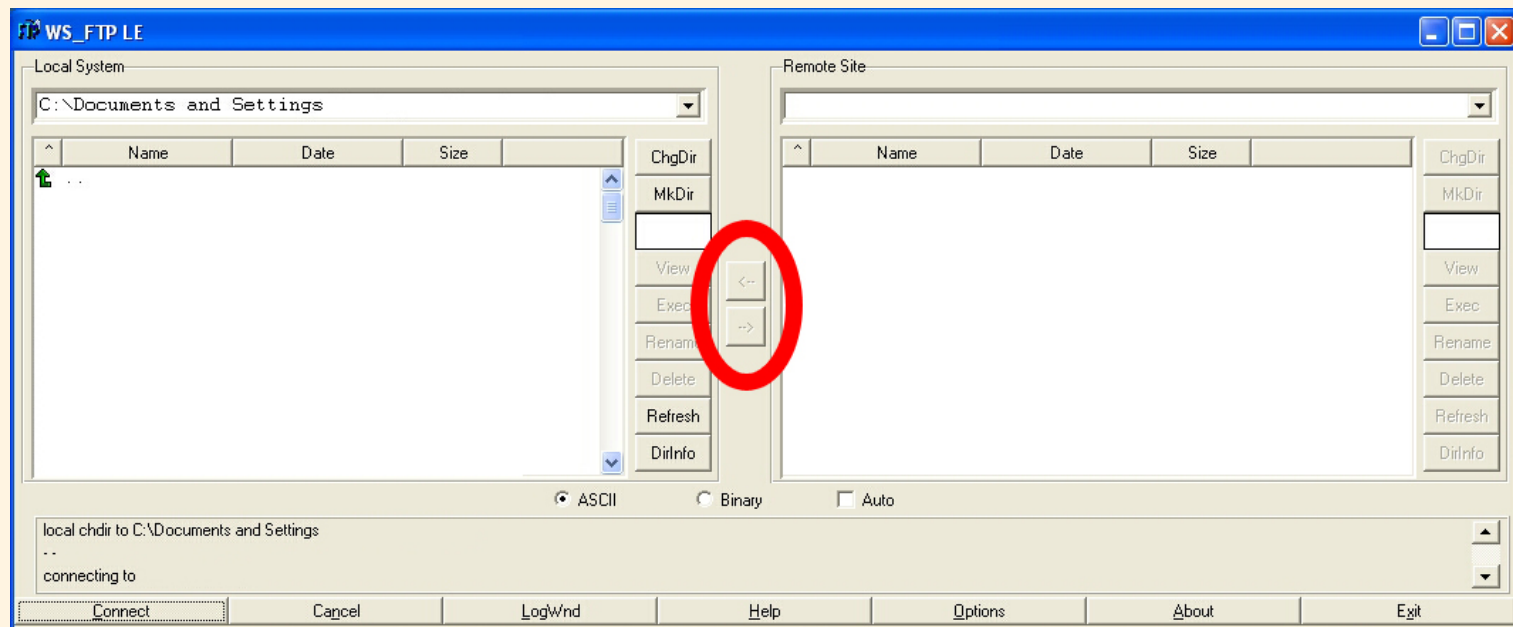 WS_FTP LE
Local System
Remote Site
C:\Documents and Settings
^ Name Date Size
^ Name Date Size
..
ChgDir
MkDir
View
Exec
Rename
Delete
Refresh
DirInfo
<--
-->
ChgDir
MkDir
View
Exec
Rename
Delete
Refresh
DirInfo
ASCII Binary Auto
local chdir to C:\Documents and Settings
..
connecting to
Connect Cancel LogWnd Help Options About Exit